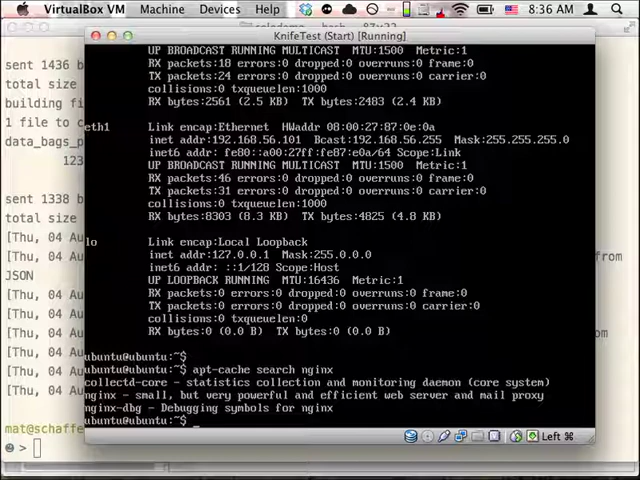 VirtualBox VM Machine Devices Help 8:36 AM
KnifeTest (Start) [Running]
sent 1436 b
total size
building fi
1 file to c
data_bags_p
123
sent 1338 b
total size
[Thu, 04 Au
from
JSON
[Thu, 04 Au
[Thu, 04 Au
[Thu, 04 Au
[Thu, 04 Au
[Thu, 04 Au
mat@schaffe
>
UP BROADCAST RUNNING MULTICAST MTU:1500 Metric:1
RX packets:18 errors:0 dropped:0 overruns:0 frame:0
TX packets:24 errors:0 dropped:0 overruns:0 carrier:0
collisions:0 txqueuelen:1000
RX bytes:2561 (2.5 KB) TX bytes:2483 (2.4 KB)
eth1 Link encap:Ethernet HWaddr 08:00:27:87:0e:0a
inet addr:192.168.56.101 Bcast:192.168.56.255 Mask:255.255.255.0
inet6 addr: fe80::a00:27ff:fe87:e0a/64 Scope:Link
UP BROADCAST RUNNING MULTICAST MTU:1500 Metric:1
RX packets:46 errors:0 dropped:0 overruns:0 frame:0
TX packets:31 errors:0 dropped:0 overruns:0 carrier:0
collisions:0 txqueuelen:1000
RX bytes:8303 (8.3 KB) TX bytes:4825 (4.8 KB)
lo Link encap:Local Loopback
inet addr:127.0.0.1 Mask:255.0.0.0
inet6 addr: ::1/128 Scope:Host
UP LOOPBACK RUNNING MTU:16436 Metric:1
RX packets:0 errors:0 dropped:0 overruns:0 frame:0
TX packets:0 errors:0 dropped:0 overruns:0 carrier:0
collisions:0 txqueuelen:0
RX bytes:0 (0.0 B) TX bytes:0 (0.0 B)
ubuntu@ubuntu:~$
ubuntu@ubuntu:~$ apt-cache search nginx
collectd-core - statistics collection and monitoring daemon (core system)
nginx - small, but very powerful and efficient web server and mail proxy
nginx-dbg - Debugging symbols for nginx
ubuntu@ubuntu:~$ _
Left ⌘